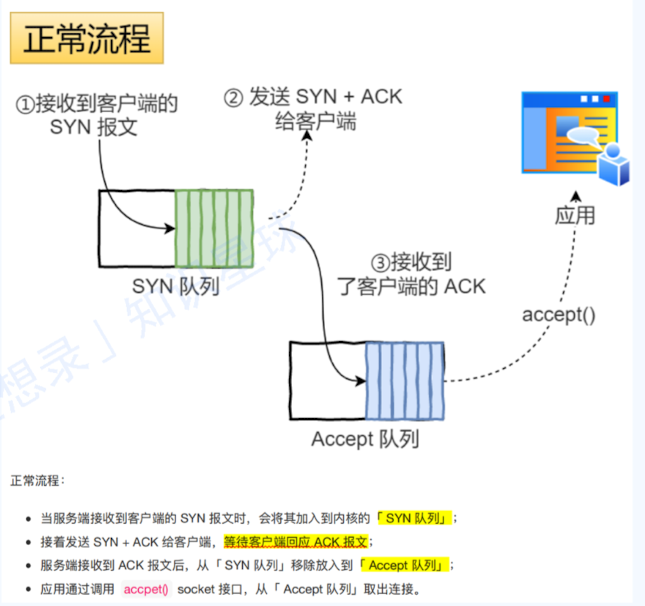 正常流程
①接收到客户端的
SYN 报文
② 发送 SYN + ACK
给客户端
SYN 队列
③接收到
了客户端的 ACK
应用
accept()
Accept 队列
想录」知识星球
正常流程：
• 当服务端接收到客户端的 SYN 报文时，会将其加入到内核的「 SYN 队列」；
• 接着发送 SYN + ACK 给客户端，等待客户端回应 ACK 报文；
• 服务端接收到 ACK 报文后，从「 SYN 队列」移除放入到「 Accept 队列」；
• 应用通过调用 accpet() socket 接口，从「 Accept 队列」取出连接。